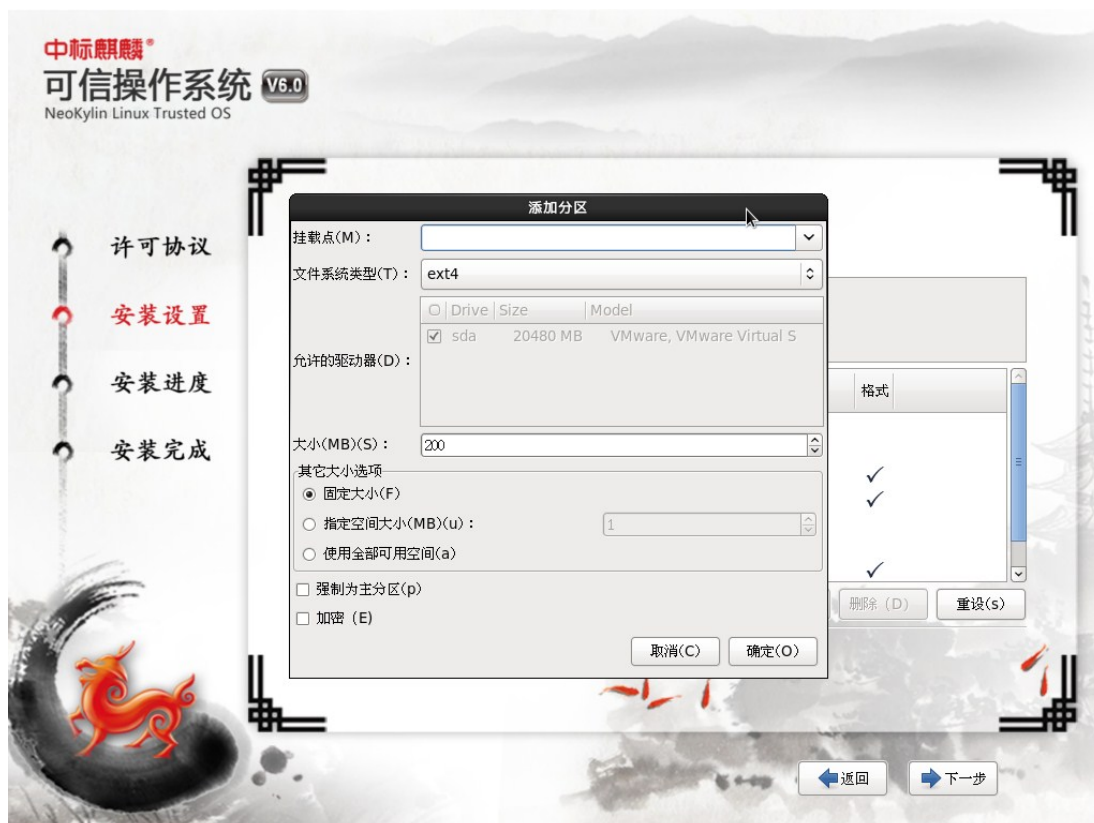 中标麒麟®
可信操作系统 V6.0
NeoKylin Linux Trusted OS
许可协议
安装设置
安装进度
安装完成
添加分区
挂载点(M)：
文件系统类型(T)： ext4
Drive Size Model
sda 20480 MB VMware, VMware Virtual S
允许的驱动器(D)：
大小(MB)(S)： 200
其它大小选项
固定大小(F)
指定空间大小(MB)(u)： 1
使用全部可用空间(a)
强制为主分区(p)
加密 (E)
取消(C) 确定(O)
格式
删除 (D) 重设(s)
返回 下一步